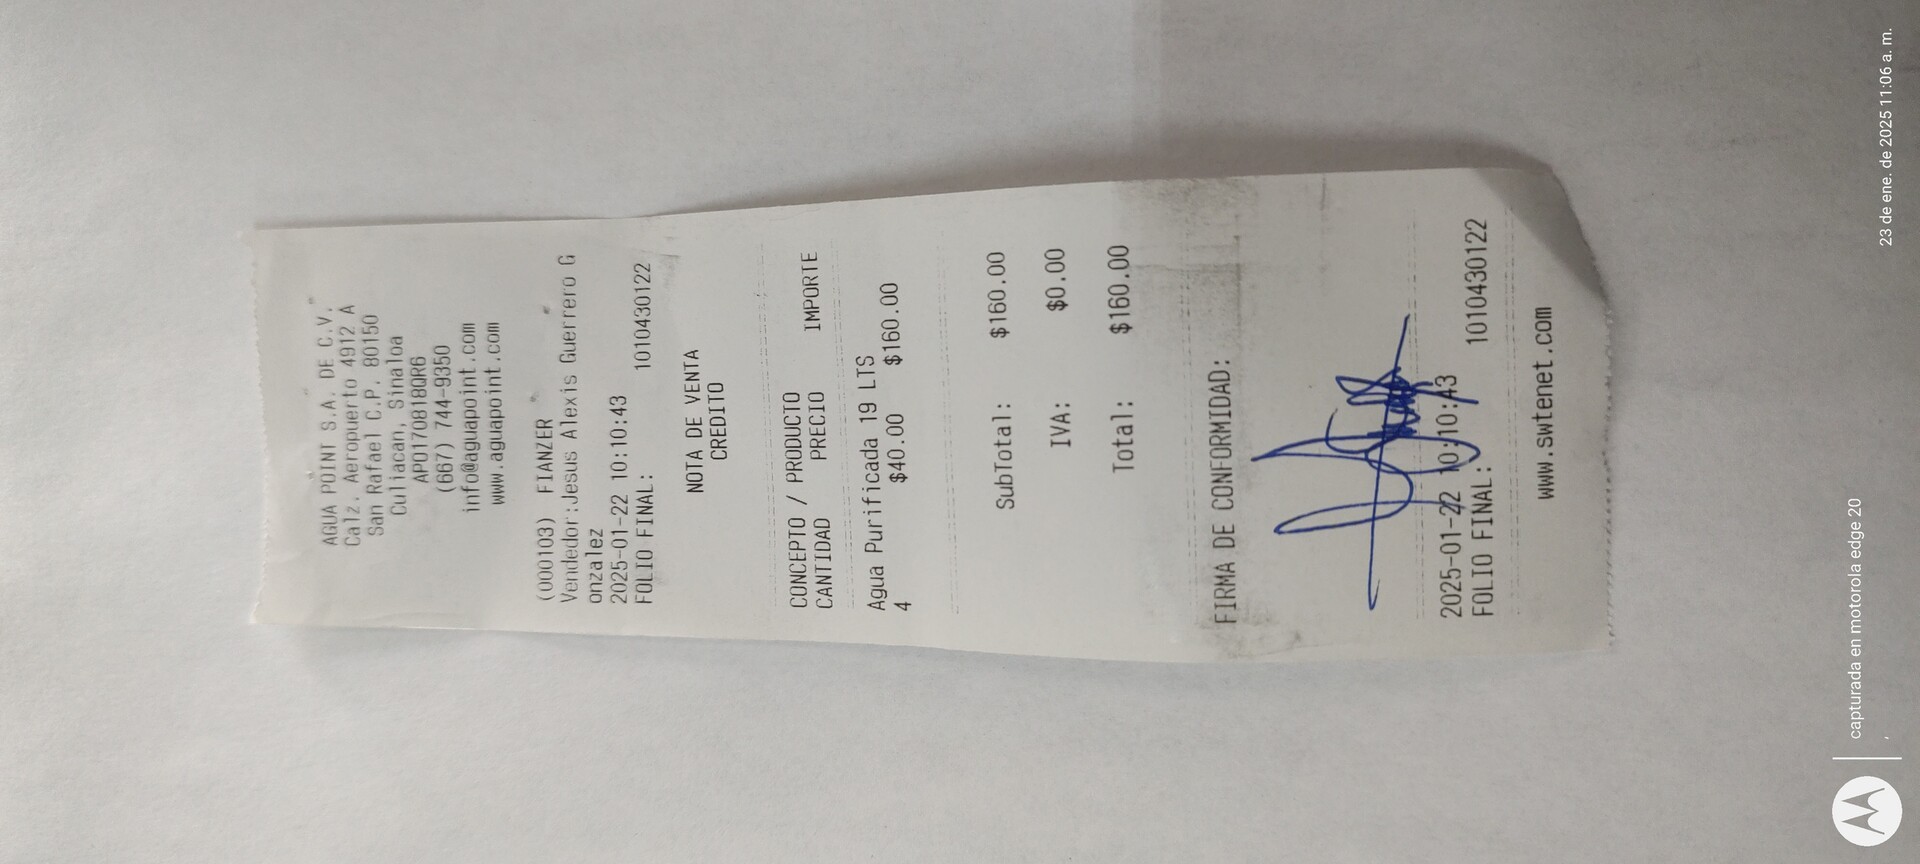 AGUA POINT S.A. DE C.V.
Calz. Aeropuerto 4912 A
San Rafael C.P. 80150
Culiacan, Sinaloa
APO170818QR6
(667) 744-9350
info@aguapoint.com
www.aguapoint.com
(000103) FIANZER
Vendedor:Jesus Alexis Guerrero G
onzalez
2025-01-22 10:10:43
FOLIO FINAL: 1010430122
NOTA DE VENTA
CREDITO
CONCEPTO / PRODUCTO
CANTIDAD PRECIO IMPORTE
Agua Purificada 19 LTS
4 $40.00 $160.00
SubTotal: $160.00
IVA: $0.00
Total: $160.00
FIRMA DE CONFORMIDAD:
2025-01-22 10:10:43
FOLIO FINAL: 1010430122
www.swtenet.com
capturada en motorola edge 20
23 de ene. de 2025 11:06 a. m.